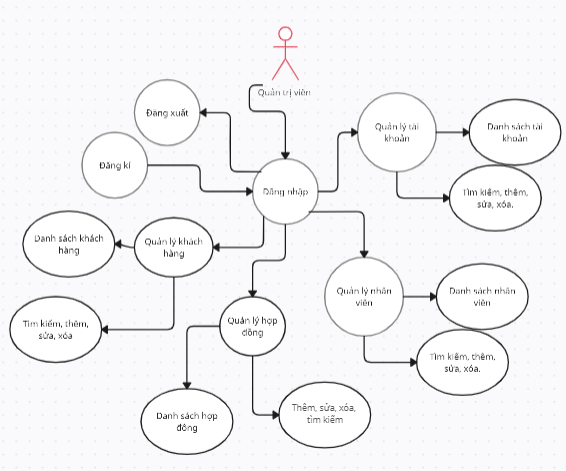 Quản trị viên
Đăng xuất
Quản lý tài
khoản
Danh sách tài
khoản
Đăng kí
Đăng nhập
Tìm kiếm, thêm,
sửa, xóa.
Danh sách khách
hàng
Quản lý khách
hàng
Quản lý nhân
viên
Danh sách nhân
viên
Tìm kiếm, thêm,
sửa, xóa
Quản lý hợp
đồng
Tìm kiếm, thêm,
sửa, xóa.
Danh sách hợp
đồng
Thêm, sửa, xóa,
tìm kiếm